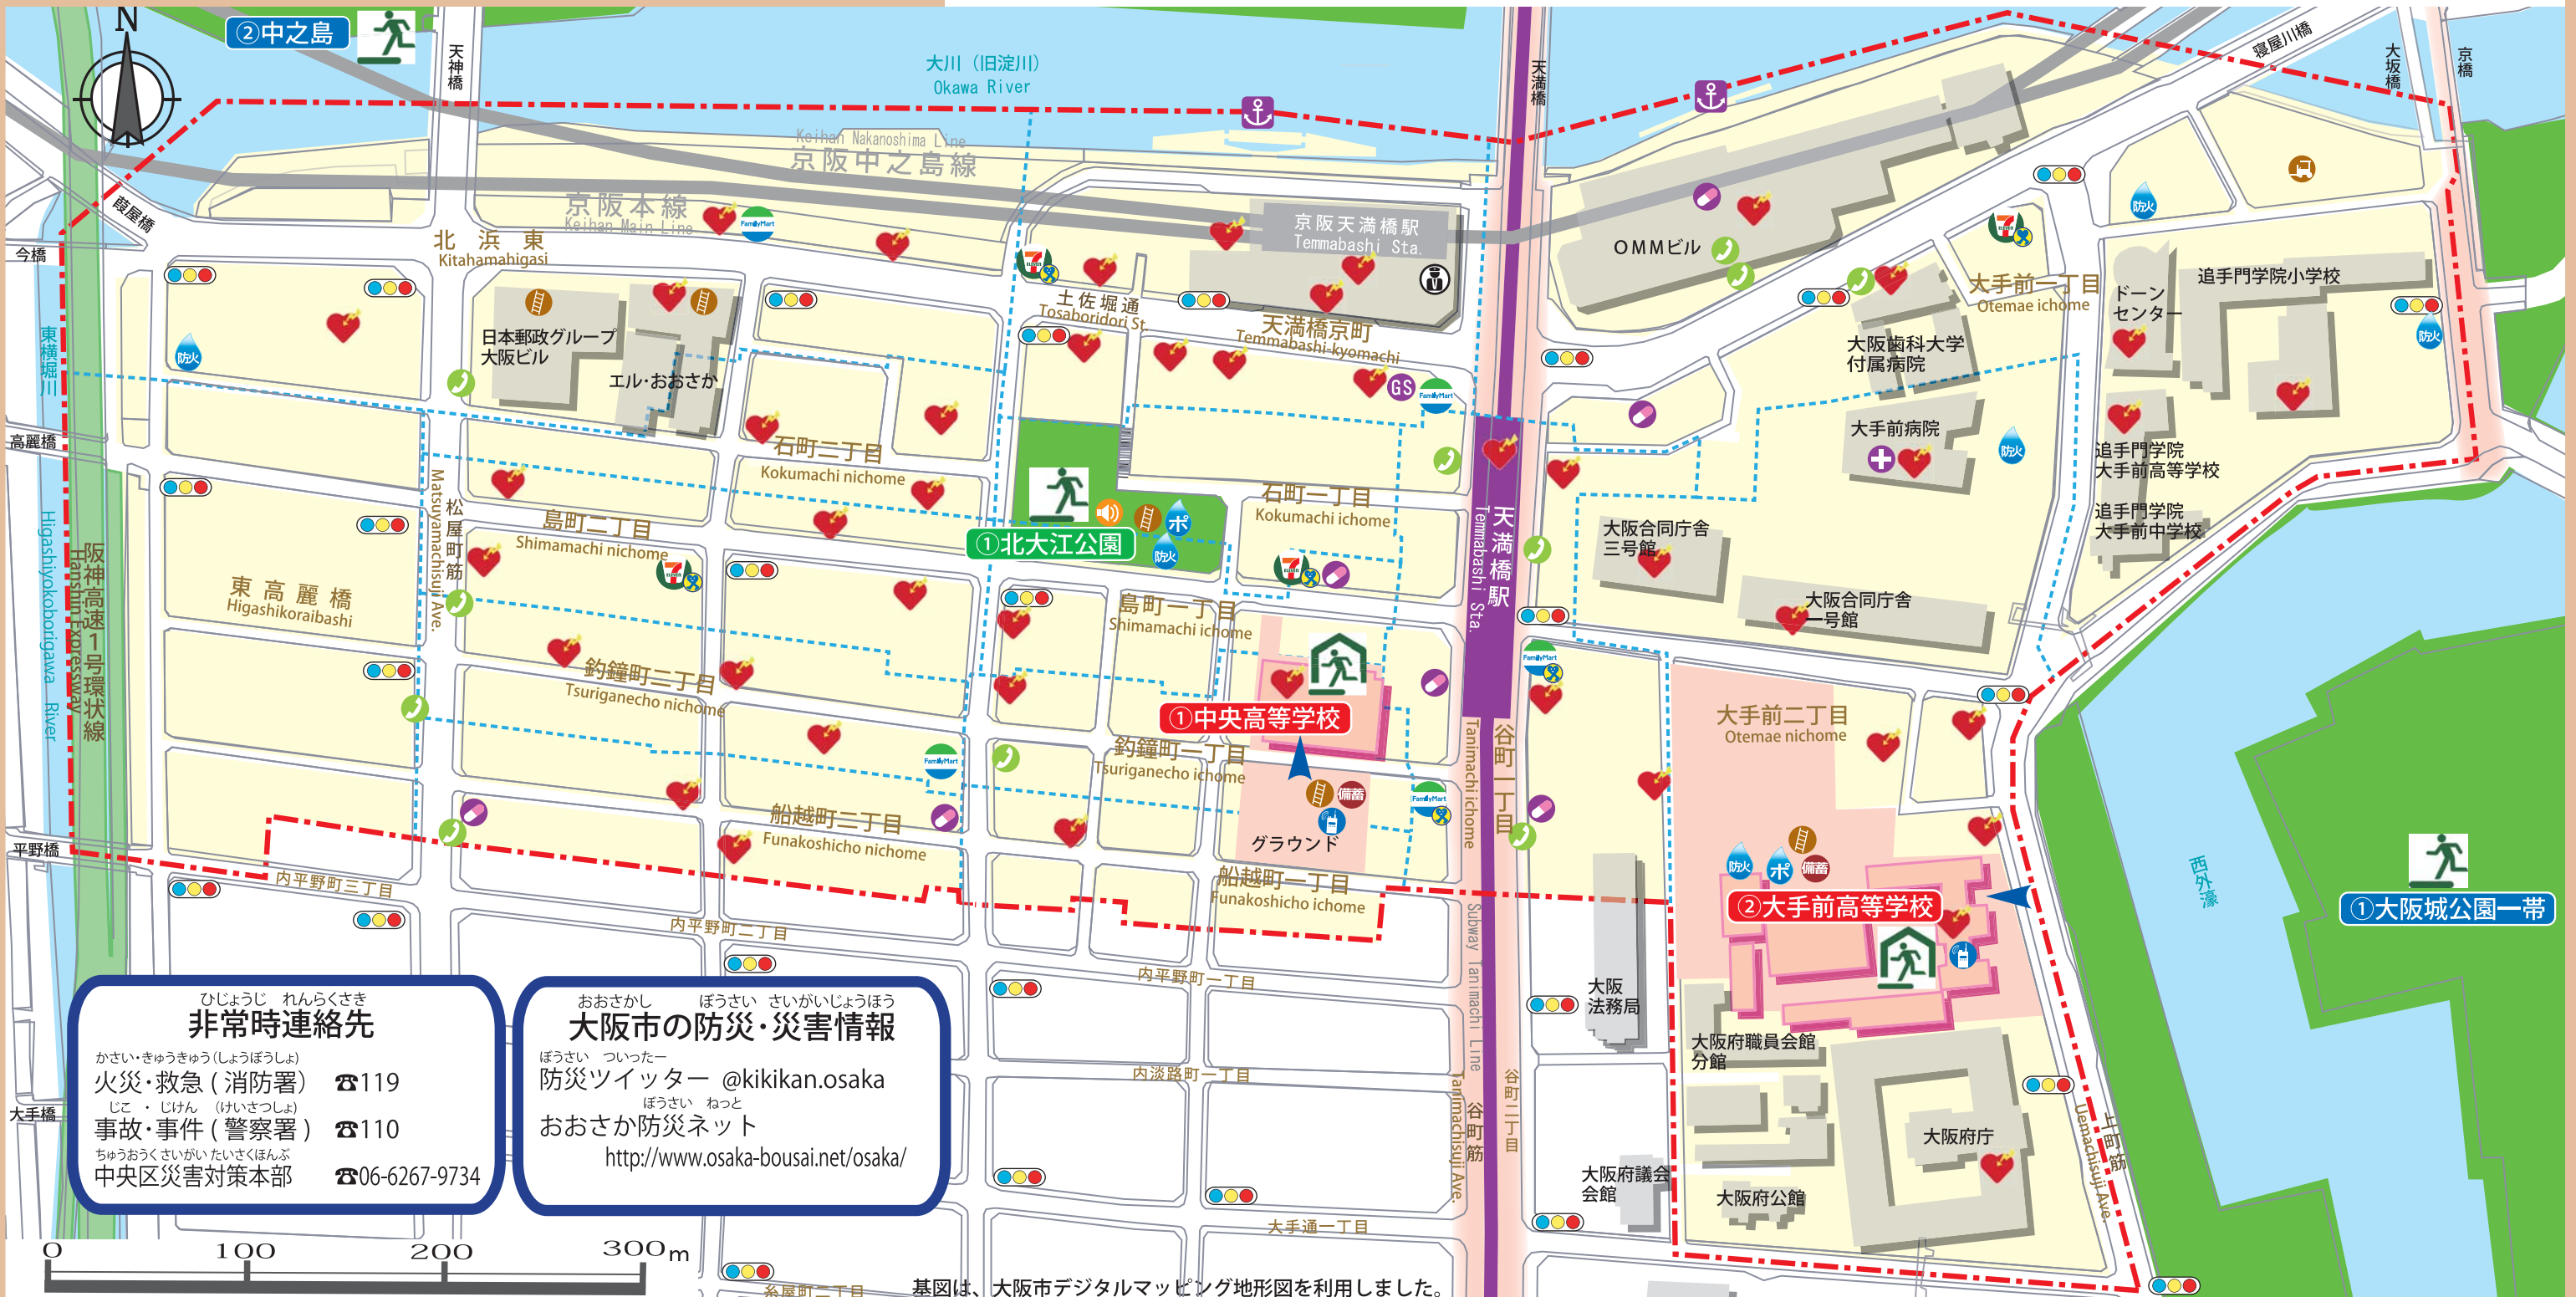 N
②中之島
天神橋
大川（旧淀川）
Okawa River
天満橋
寝屋川橋
大坂橋
京橋
葭屋橋
今橋
Keihan Nakanoshima Line
京阪中之島線
京阪本線
Keihan Main Line
FamilyMart
北浜東
Kitahamahigasi
京阪天満橋駅
Temmabashi Sta.
OMMビル
土佐堀通
Tosaboridori St.
天満橋京町
Temmabashi-kyomachi
大手前一丁目
Otemae ichome
ドーン
センター
追手門学院小学校
防火
防火
防火
日本郵政グループ
大阪ビル
エル・おおさか
東横堀川
Higashiyokoborigawa River
大阪歯科大学
付属病院
GS
FamilyMart
高麗橋
石町二丁目
Kokumachi nichome
石町一丁目
Kokumachi ichome
大手前病院
防火
追手門学院
大手前高等学校
追手門学院
大手前中学校
松屋町筋
Matsuyamachisuji Ave.
島町二丁目
Shimamachi nichome
ポ
防火
①北大江公園
天満橋駅
Temmabashi Sta.
大阪合同庁舎
三号館
大阪合同庁舎
一号館
阪神高速1号環状線
Hanshin Expressway
東高麗橋
Higashikoraibashi
島町一丁目
Shimamachi ichome
釣鐘町二丁目
Tsuriganecho nichome
FamilyMart
①中央高等学校
釣鐘町一丁目
Tsuriganecho ichome
谷町一丁目
Tanimachi ichome
大手前二丁目
Otemae nichome
FamilyMart
備蓄
グラウンド
FamilyMart
船越町二丁目
Funakoshicho nichome
船越町一丁目
Funakoshicho ichome
平野橋
内平野町三丁目
内平野町二丁目
内平野町一丁目
Subway Tanimachi Line
防火
ポ
備蓄
②大手前高等学校
西外濠
①大阪城公園一帯
大阪
法務局
大阪府職員会館
分館
内淡路町一丁目
谷町二丁目
谷町筋
Tanimachisuji Ave.
大阪府庁
大阪府議会
会館
大阪府公館
上町筋
Uemachisuji Ave.
大手橋
大手通一丁目
糸屋町二丁目
ひじょうじ れんらくさき
非常時連絡先
かさい・きゅうきゅう（しょうぼうしょ）
火災・救急(消防署） ☎119
じこ ・ じけん （けいさつしょ）
事故・事件(警察署) ☎110
ちゅうおうく さいがい たいさくほんぶ
中央区災害対策本部 ☎06-6267-9734
おおさかし ぼうさい さいがいじょうほう
大阪市の防災・災害情報
ぼうさい ついったー
防災ツイッター @kikikan.osaka
ぼうさい ねっと
おおさか防災ネット
http://www.osaka-bousai.net/osaka/
0 100 200 300m
基図は、大阪市デジタルマッピング地形図を利用しました。